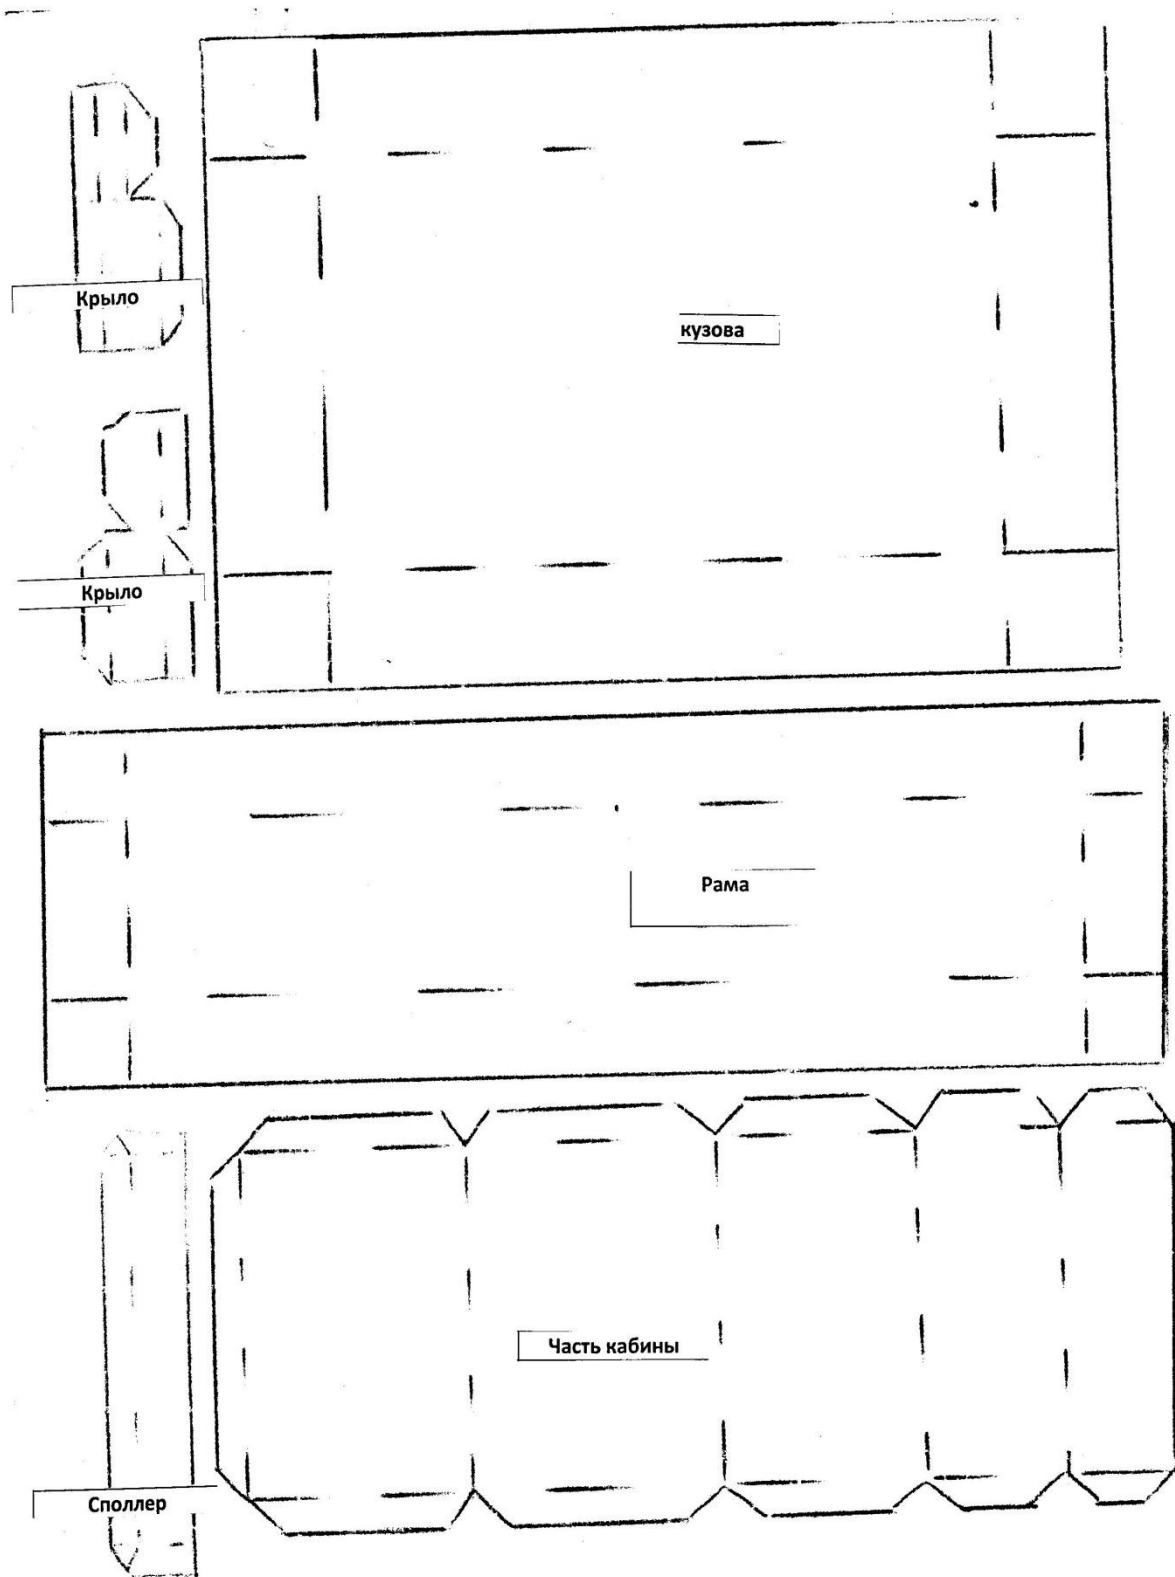 Крыло
кузова
Крыло
Рама
Часть кабины
Споллер